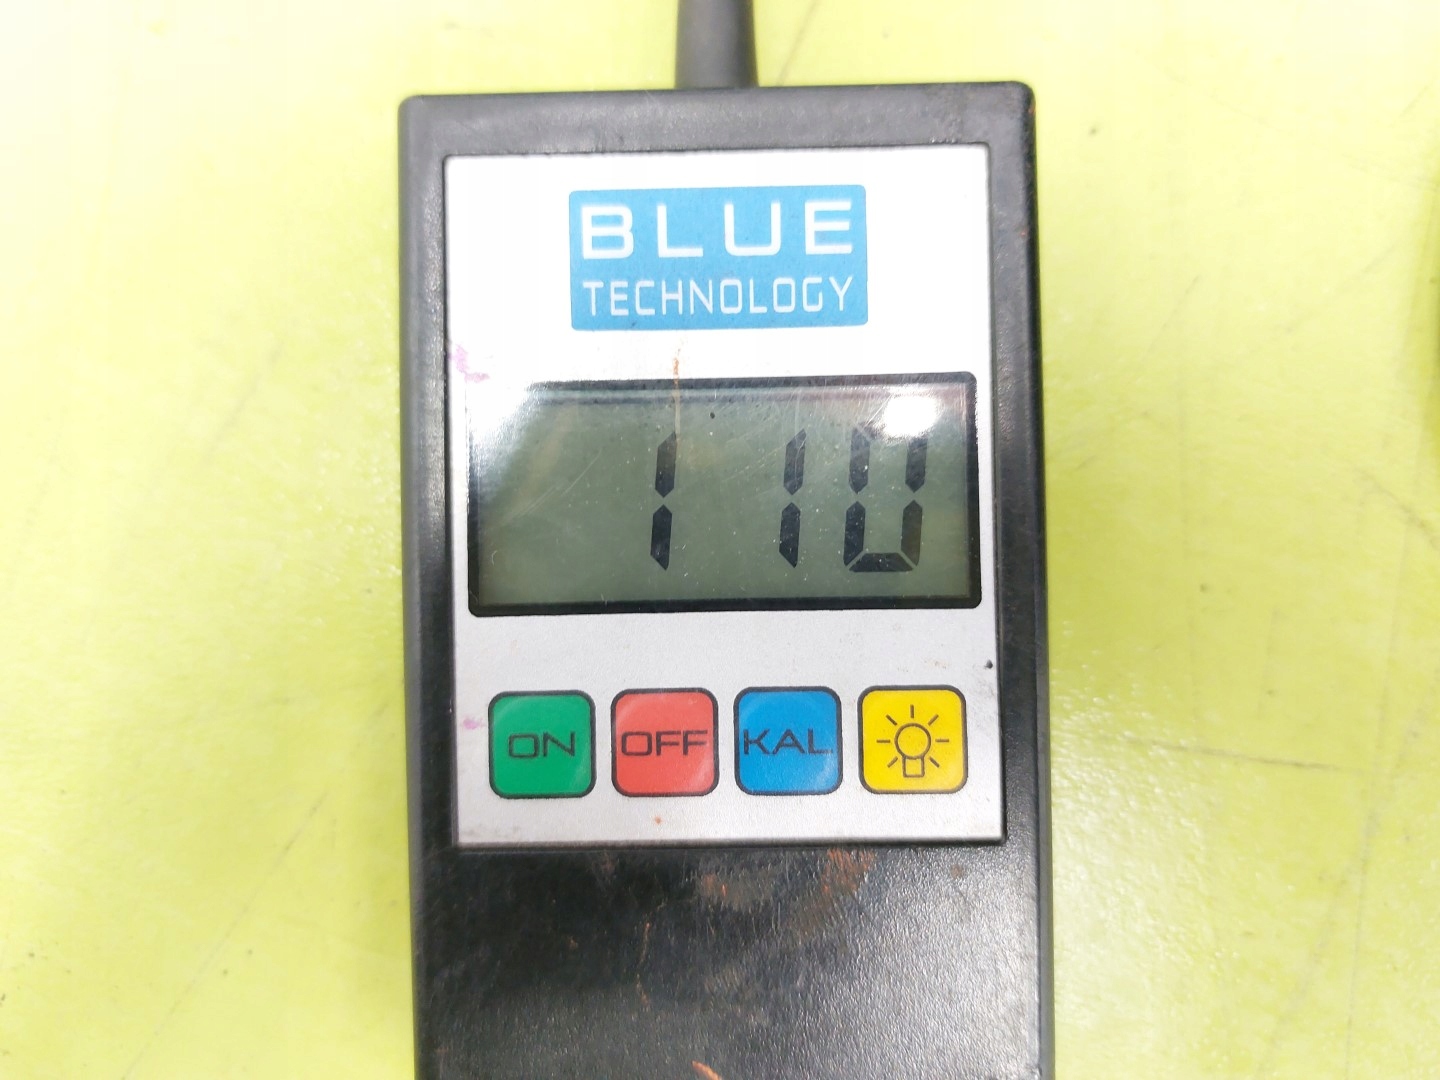 BLUE
TECHNOLOGY
110
ON OFF KAL